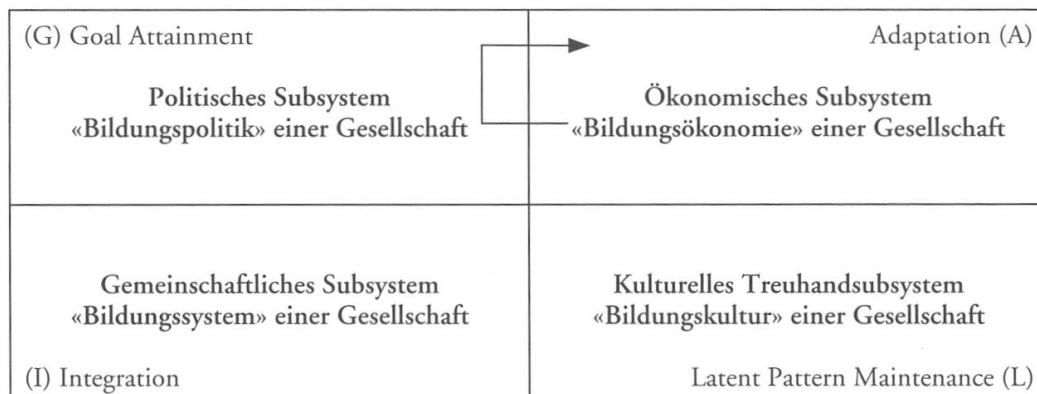 (G) Goal Attainment
Adaptation (A)
Politisches Subsystem
«Bildungspolitik» einer Gesellschaft
Ökonomisches Subsystem
«Bildungsökonomie» einer Gesellschaft
Gemeinschaftliches Subsystem
«Bildungssystem» einer Gesellschaft
Kulturelles Treuhandsubsystem
«Bildungskultur» einer Gesellschaft
(I) Integration
Latent Pattern Maintenance (L)